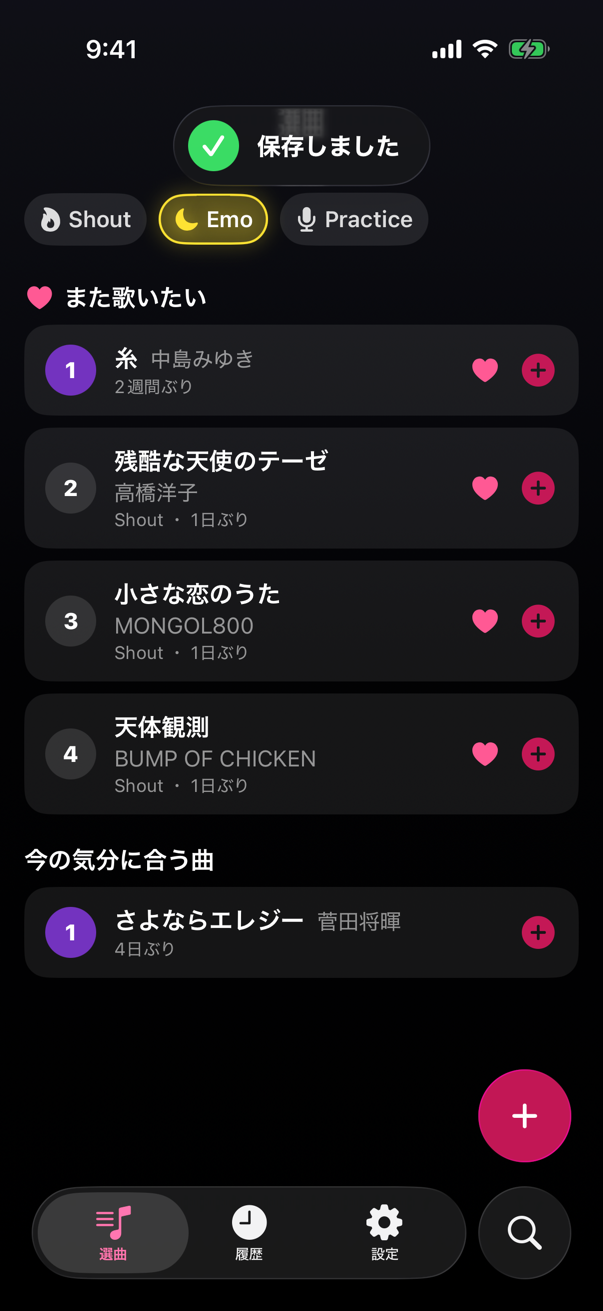 9:41
保存しました
Shout
Emo
Practice
また歌いたい
1
糸 中島みゆき
2週間ぶり
2
残酷な天使のテーゼ
高橋洋子
Shout ・ 1日ぶり
3
小さな恋のうた
MONGOL800
Shout ・ 1日ぶり
4
天体観測
BUMP OF CHICKEN
Shout ・ 1日ぶり
今の気分に合う曲
1
さよならエレジー 菅田将暉
4日ぶり
選曲
履歴
設定